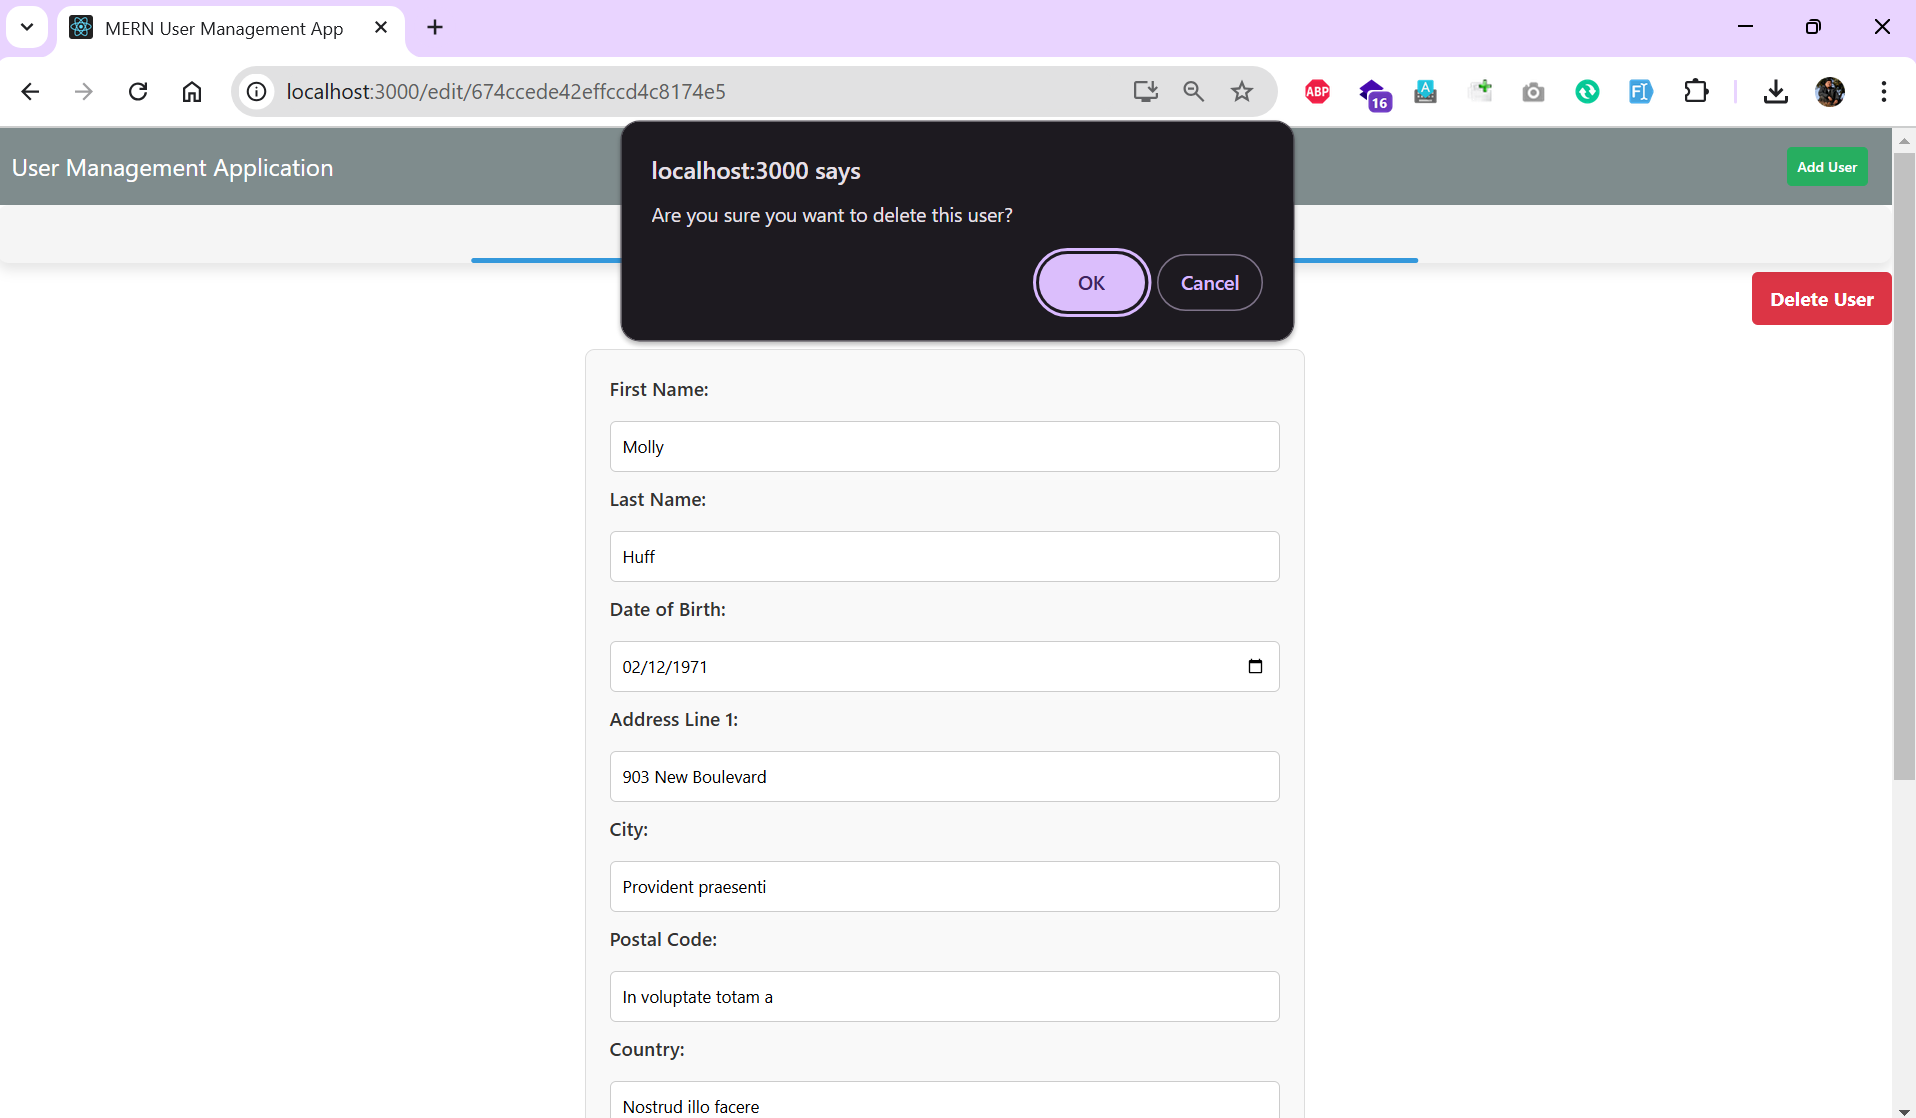 MERN User Management App
localhost:3000/edit/674ccede42effccd4c8174e5
ABP
16
A
FI
User Management Application
Add User
localhost:3000 says
Are you sure you want to delete this user?
OK
Cancel
Delete User
First Name:
Molly
Last Name:
Huff
Date of Birth:
02/12/1971
Address Line 1:
903 New Boulevard
City:
Provident praesenti
Postal Code:
In voluptate totam a
Country:
Nostrud illo facere